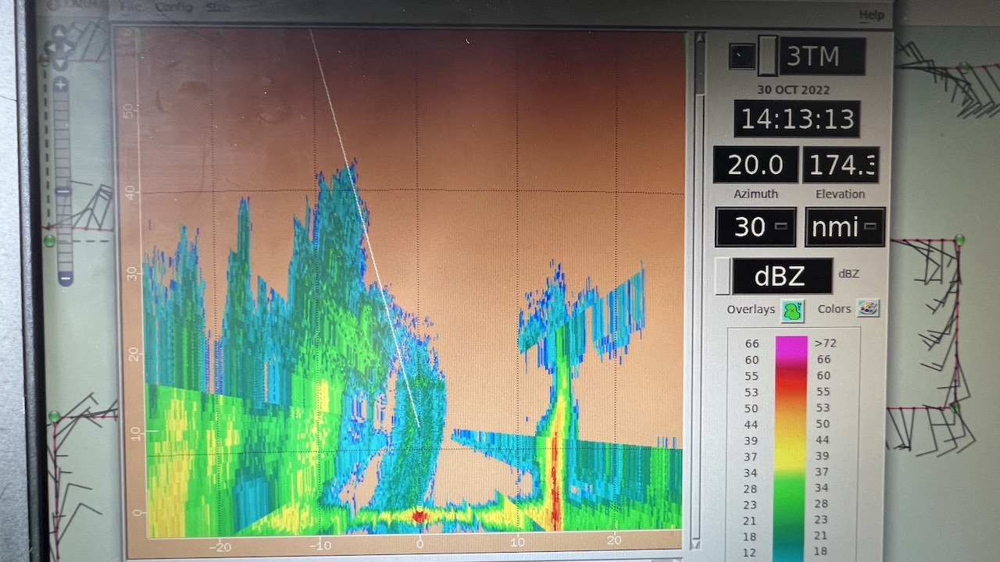 File Config Size
Help
3TM
30 OCT 2022
14:13:13
20.0 174.3
Azimuth Elevation
30 nmi
dBZ dBZ
Overlays Colors
66 >72
60 66
55 60
53 55
50 53
44 50
39 44
37 39
34 37
28 34
23 28
21 23
18 21
12 18
50
40
30
20
10
0
-20 -10 0 10 20